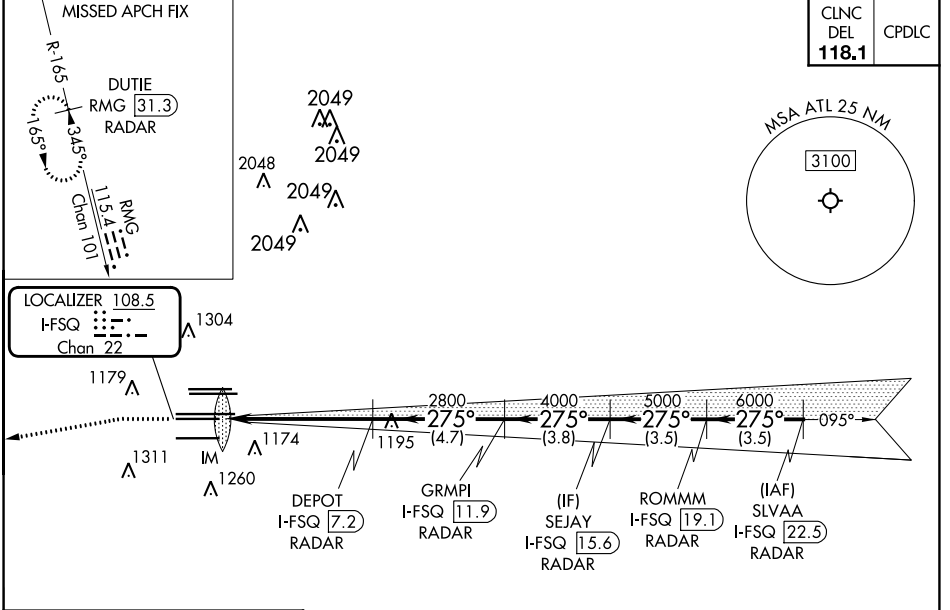 MISSED APCH FIX
R-165
DUTIE
RMG 31.3
RADAR
165°
345°
RMG
115.4
Chan 101
2049
2049
2048
2049
2049
CLNC
DEL
118.1
CPDLC
MSA ATL 25 NM
3100
LOCALIZER 108.5
I-FSQ
Chan 22
1304
1179
1311
IM
1260
1174
1195
2800
275°
(4.7)
4000
275°
(3.8)
5000
275°
(3.5)
6000
275°
(3.5)
095°
DEPOT
I-FSQ 7.2
RADAR
GRMPI
I-FSQ 11.9
RADAR
(IF)
SEJAY
I-FSQ 15.6
RADAR
ROMMM
I-FSQ 19.1
RADAR
(IAF)
SLVAA
I-FSQ 22.5
RADAR